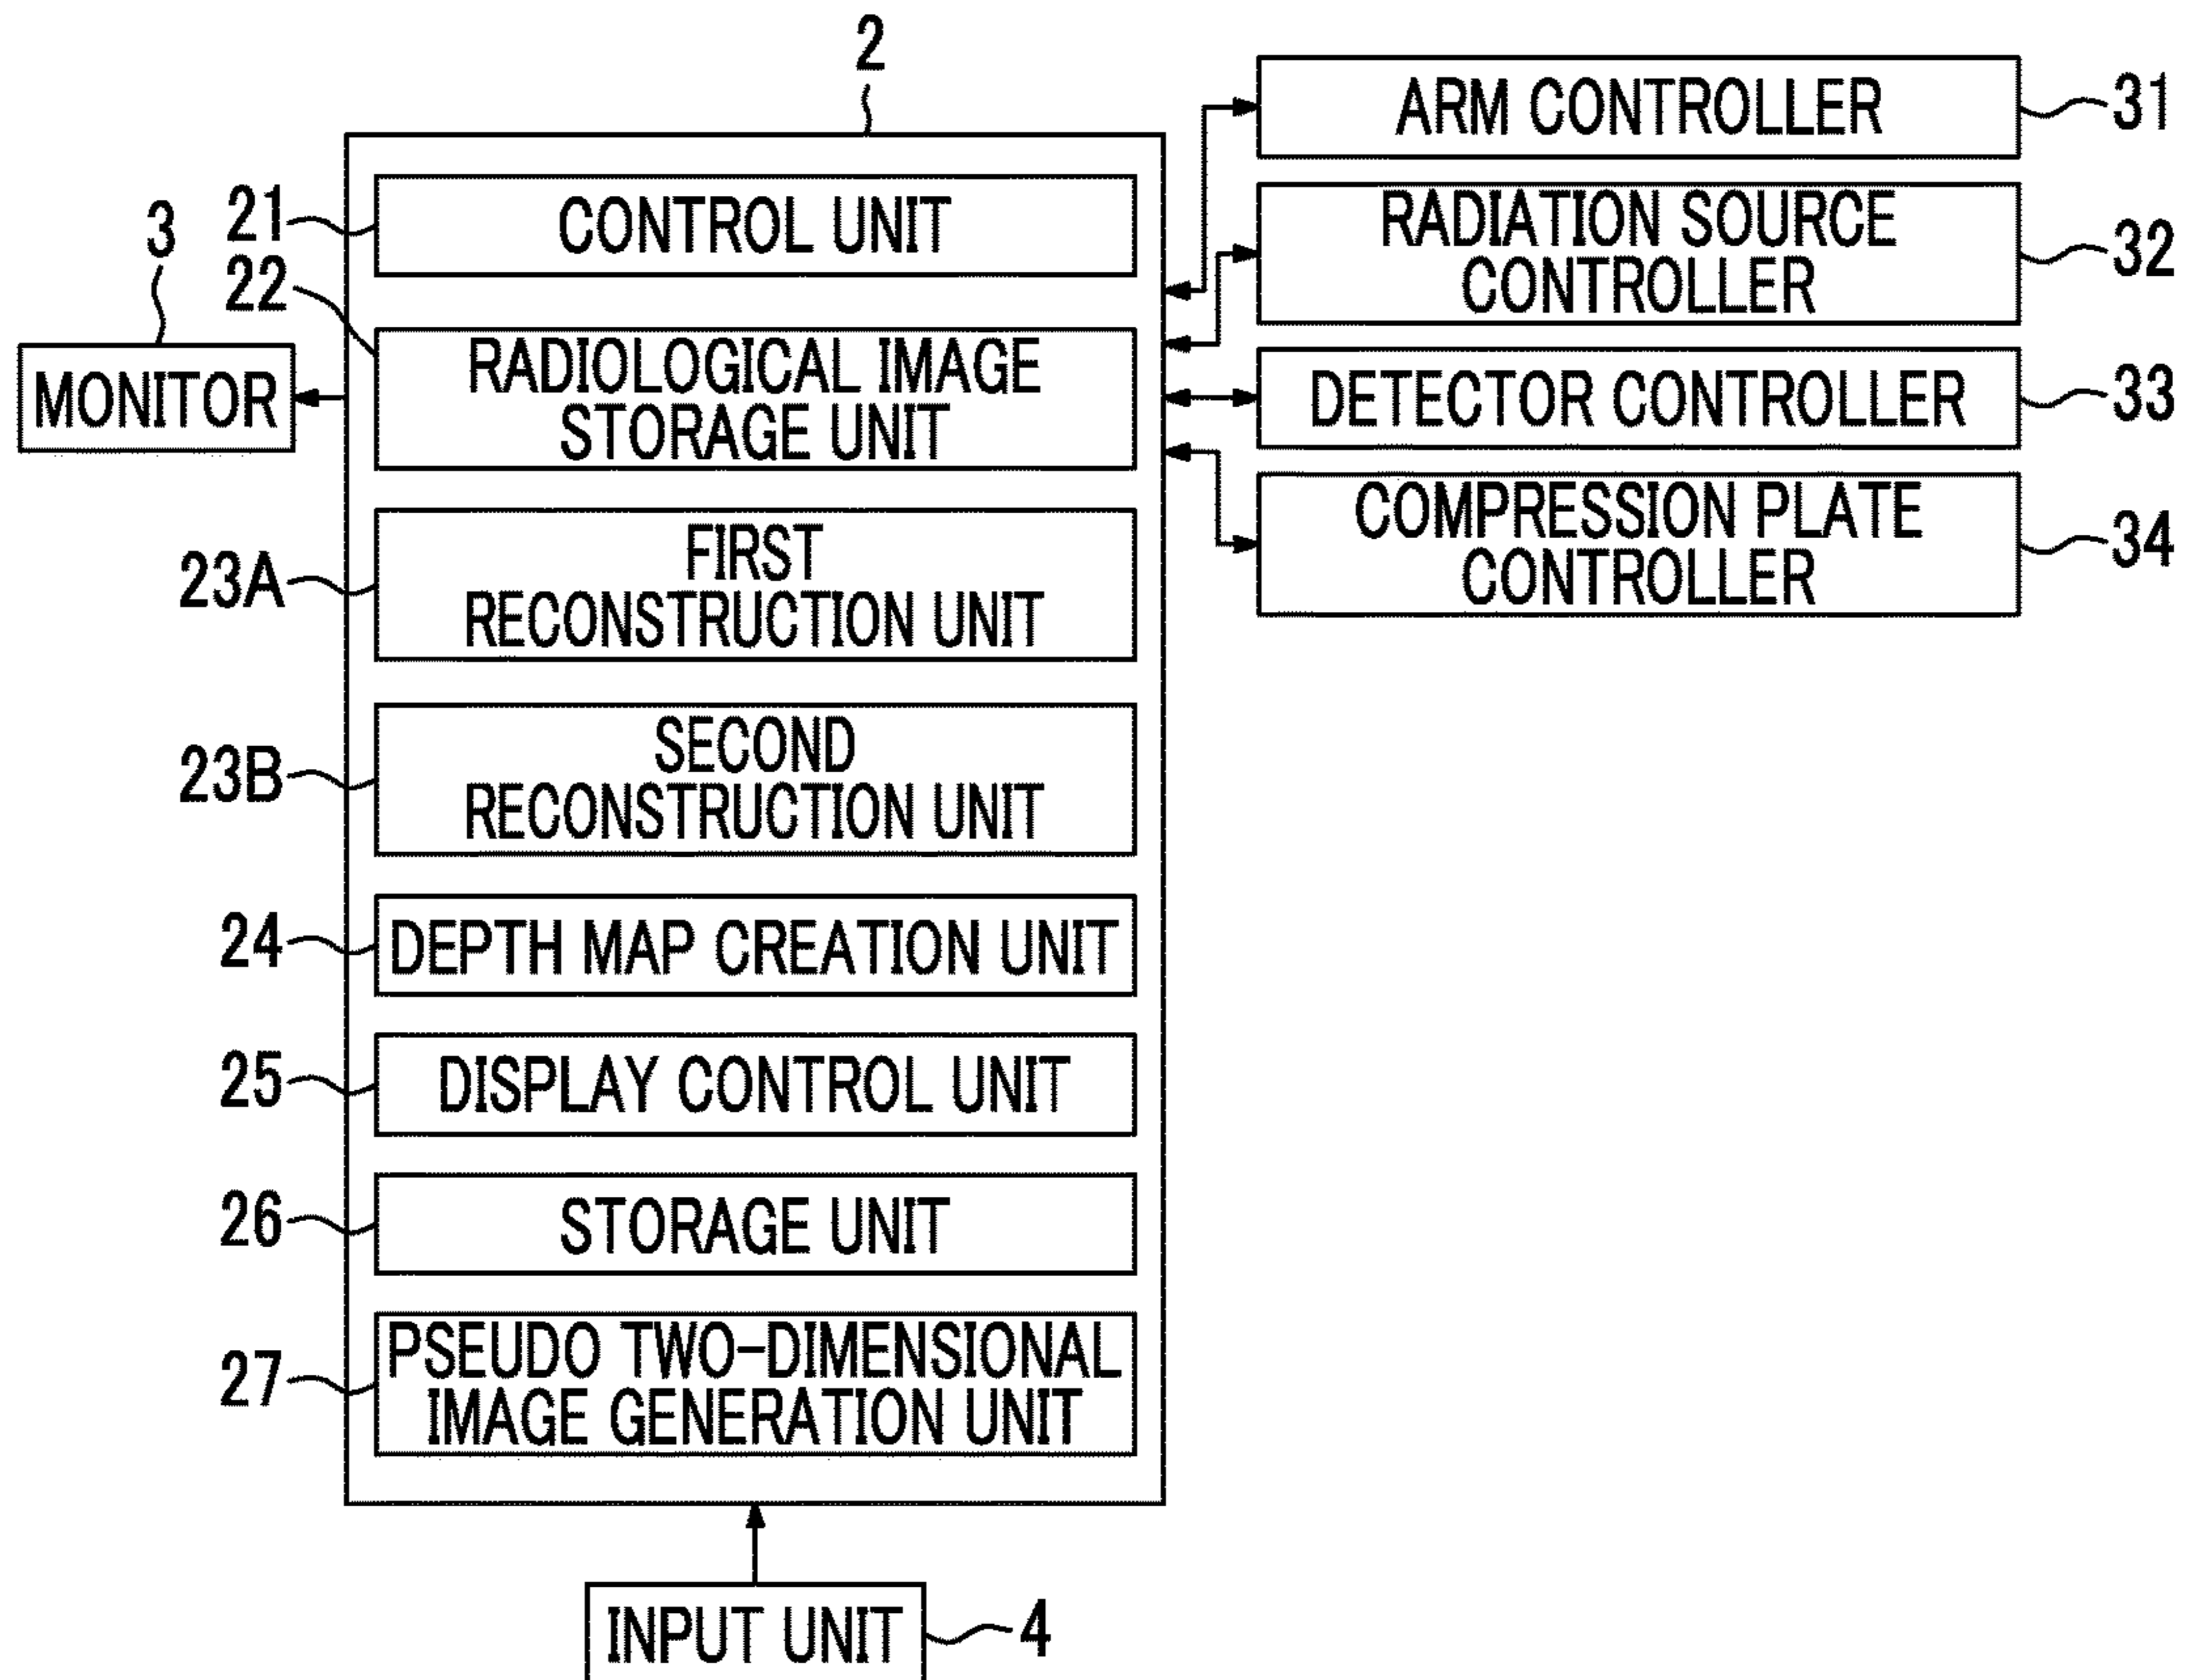 2
ARM CONTROLLER
31
21
CONTROL UNIT
RADIATION SOURCE
CONTROLLER
32
3
22
MONITOR
RADIOLOGICAL IMAGE
STORAGE UNIT
DETECTOR CONTROLLER
33
COMPRESSION PLATE
CONTROLLER
34
23A
FIRST
RECONSTRUCTION UNIT
23B
SECOND
RECONSTRUCTION UNIT
24
DEPTH MAP CREATION UNIT
25
DISPLAY CONTROL UNIT
26
STORAGE UNIT
27
PSEUDO TWO-DIMENSIONAL
IMAGE GENERATION UNIT
INPUT UNIT
4